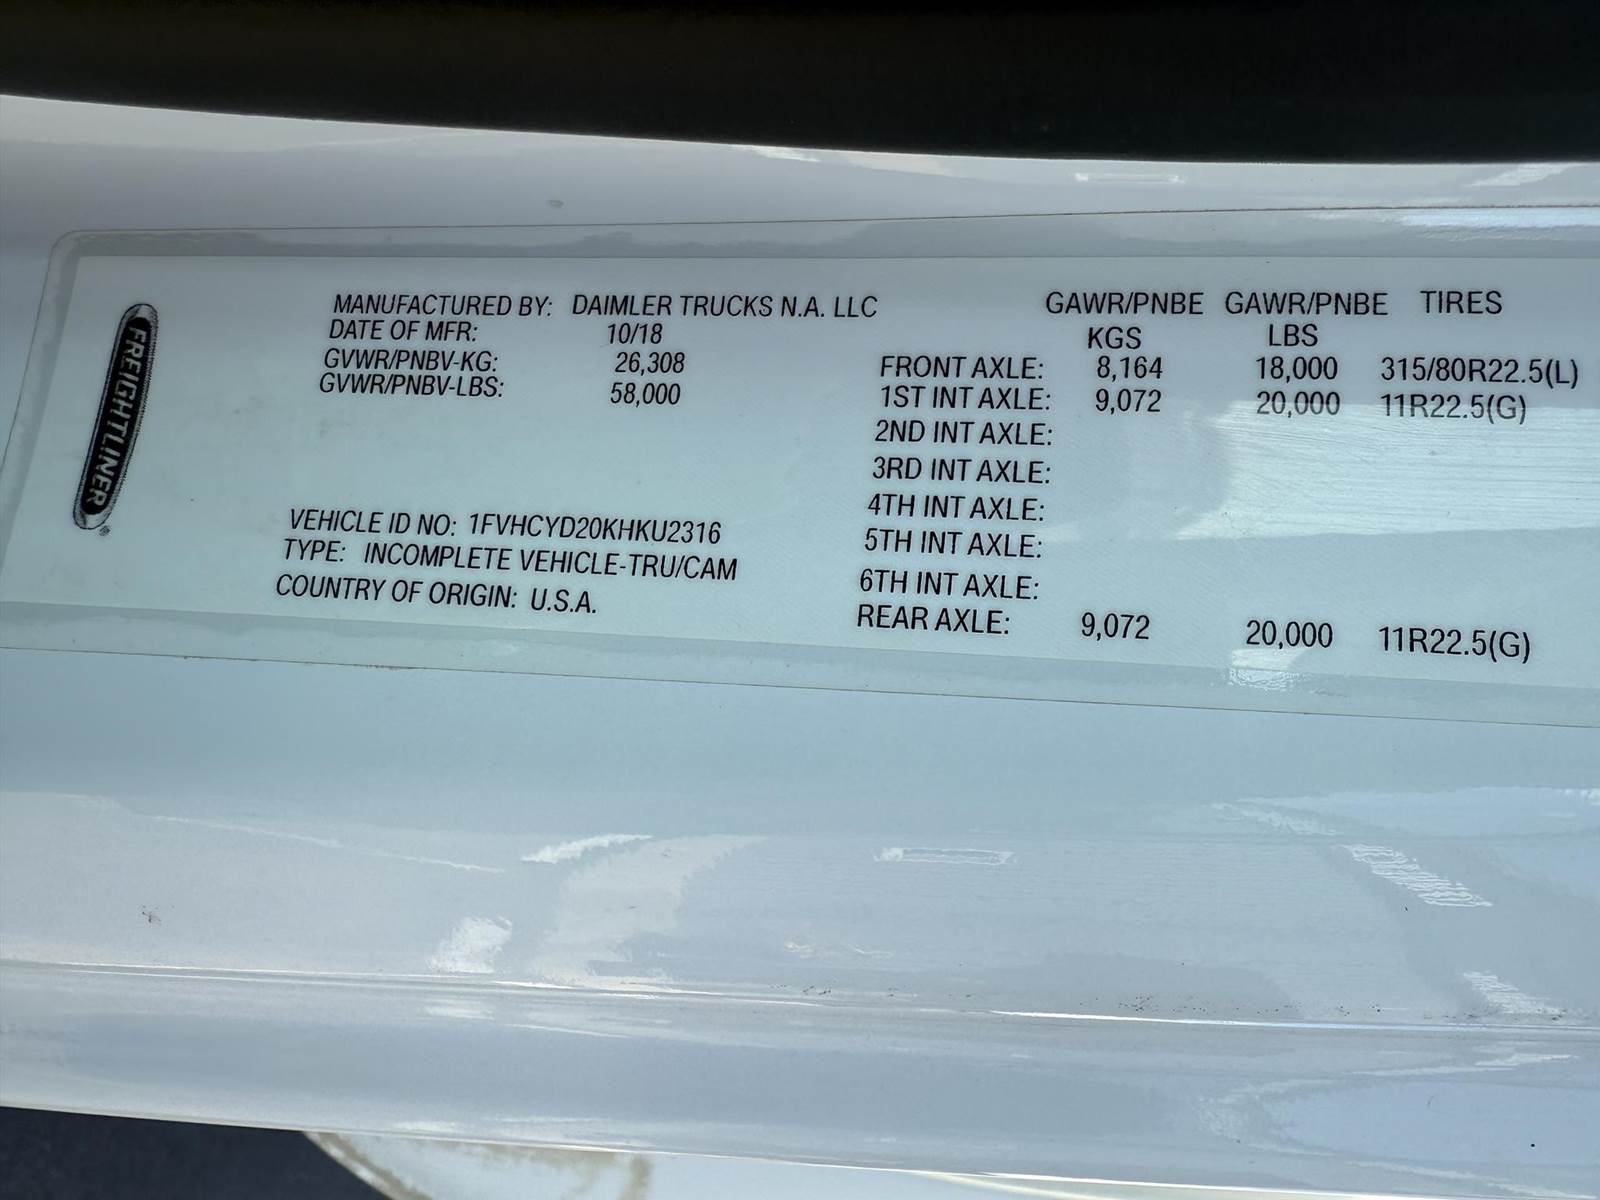 FREIGHTLINER®
MANUFACTURED BY: DAIMLER TRUCKS N.A. LLC
DATE OF MFR: 10/18
GVWR/PNBV-KG: 26,308
GVWR/PNBV-LBS: 58,000
VEHICLE ID NO: 1FVHCYD20KHKU2316
TYPE: INCOMPLETE VEHICLE-TRU/CAM
COUNTRY OF ORIGIN: U.S.A.
GAWR/PNBE GAWR/PNBE TIRES
KGS LBS
FRONT AXLE: 8,164 18,000 315/80R22.5(L)
1ST INT AXLE: 9,072 20,000 11R22.5(G)
2ND INT AXLE:
3RD INT AXLE:
4TH INT AXLE:
5TH INT AXLE:
6TH INT AXLE:
REAR AXLE: 9,072 20,000 11R22.5(G)